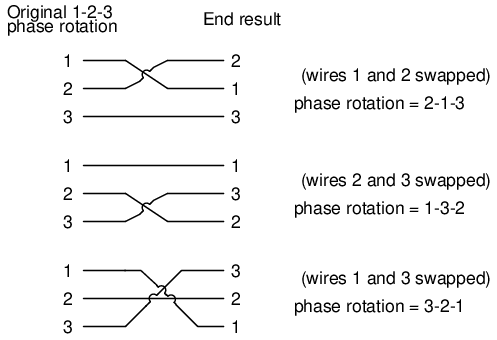 Original 1-2-3
phase rotation
End result
1 2
2 1
3 3
(wires 1 and 2 swapped)
phase rotation = 2-1-3
1 1
2 3
3 2
(wires 2 and 3 swapped)
phase rotation = 1-3-2
1 3
2 2
3 1
(wires 1 and 3 swapped)
phase rotation = 3-2-1